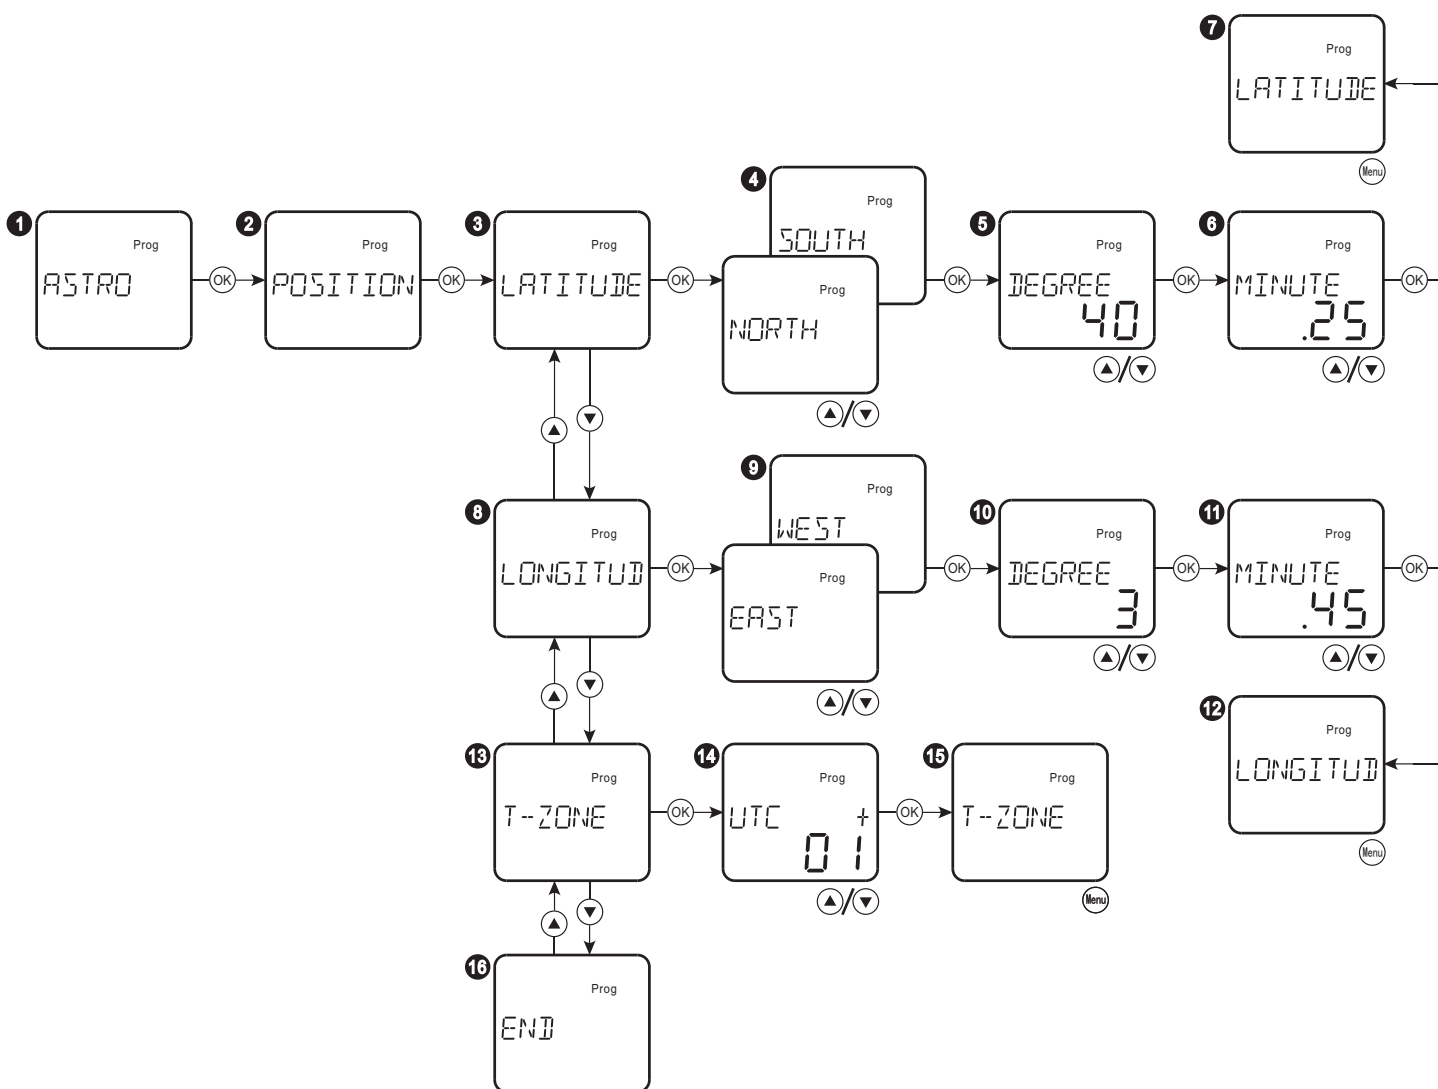 1
Prog
ASTRO
OK
2
Prog
POSITION
OK
3
Prog
LATITUDE
OK
4
Prog
SOUTH
Prog
NORTH
OK
5
Prog
DEGREE
40
OK
6
Prog
MINUTE
.25
OK
7
Prog
LATITUDE
Menu
8
Prog
LONGITUD
OK
9
Prog
WEST
Prog
EAST
OK
10
Prog
DEGREE
3
OK
11
Prog
MINUTE
.45
OK
12
Prog
LONGITUD
Menu
13
Prog
T-ZONE
OK
14
Prog
UTC +
01
OK
15
Prog
T-ZONE
Menu
16
Prog
END